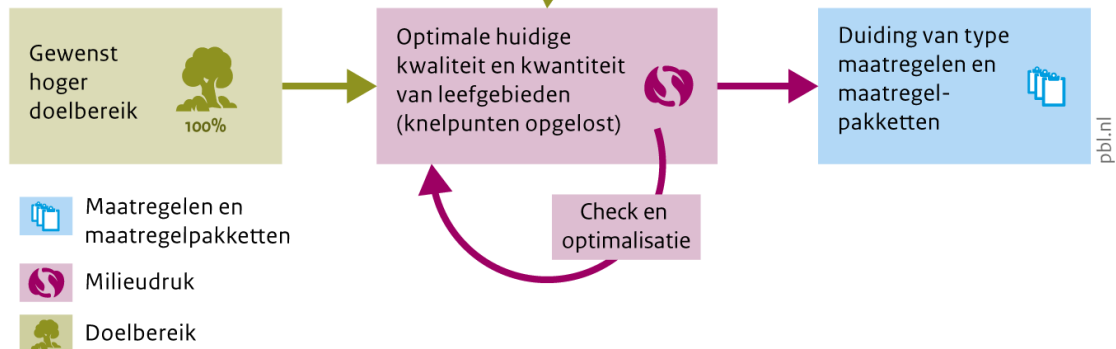 Gewenst
hoger
doelbereik
100%
Optimale huidige
kwaliteit en kwantiteit
van leefgebieden
(knelpunten opgelost)
Duiding van type
maatregelen en
maatregel-
pakketten
pbl.nl
Check en
optimalisatie
Maatregelen en
maatregelpakketten
Milieudruk
Doelbereik